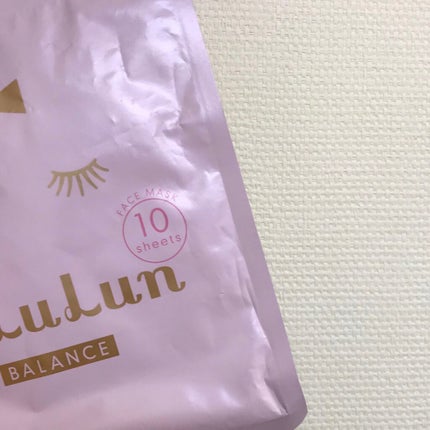 FACE MASK
10
sheets
uLun
BALANCE